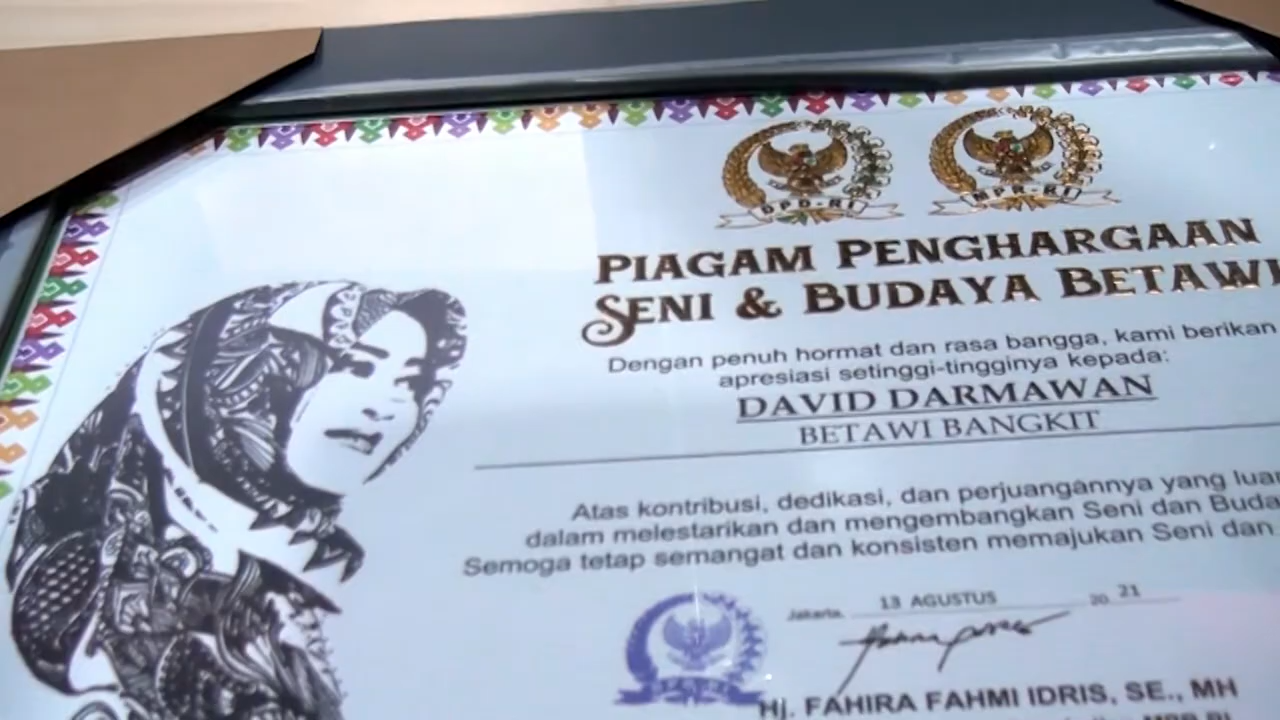 DPD-RI
MPR-RI
PIAGAM PENGHARGAAN
SENI & BUDAYA BETAWI
Dengan penuh hormat dan rasa bangga, kami berikan
apresiasi setinggi-tingginya kepada:
DAVID DARMAWAN
BETAWI BANGKIT
Atas kontribusi, dedikasi, dan perjuangannya yang
dalam melestarikan dan mengembangkan Seni dan
Semoga tetap semangat dan konsisten memajukan Seni dan
Jakarta, 13 AGUSTUS 20 21
Hj. FAHIRA FAHMI IDRIS, SE., MH